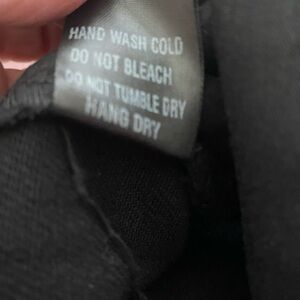 HAND WASH COLD
DO NOT BLEACH
DO NOT TUMBLE DRY
HANG DRY